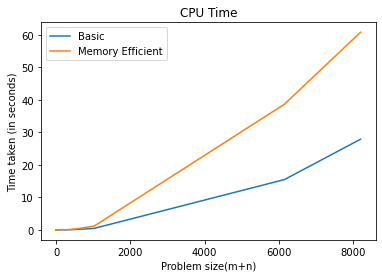 CPU Time
Basic
Memory Efficient
60
50
40
30
20
10
0
Time taken (in seconds)
0 2000 4000 6000 8000
Problem size(m+n)